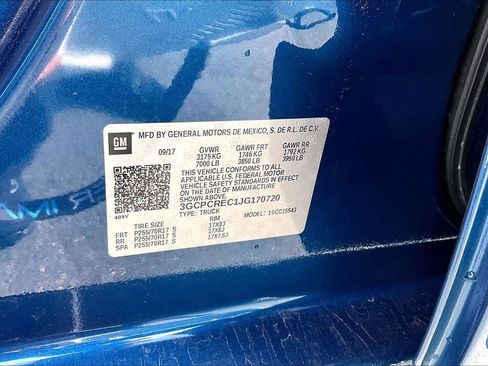 GM
MFD BY GENERAL MOTORS DE MEXICO, S. DE R.L. DE C.V.
09/17 GVWR GAWR FRT GAWR RR
3175 KG 1746 KG 1792 KG
7000 LB 3850 LB 3950 LB
THIS VEHICLE CONFORMS TO ALL
APPLICABLE U.S. FEDERAL MOTOR
VEHICLE SAFETY STANDARDS IN
EFFECT ON THE DATE OF
MANUFACTURE SHOWN ABOVE.
3GCPCREC1JG170720
TYPE: TRUCK MODEL: 10CC15543
TIRE SIZE RIM
FRT P255/70R17 S 17X8J
RR P255/70R17 S 17X8J
SPA P255/70R17 S 17X7.5J